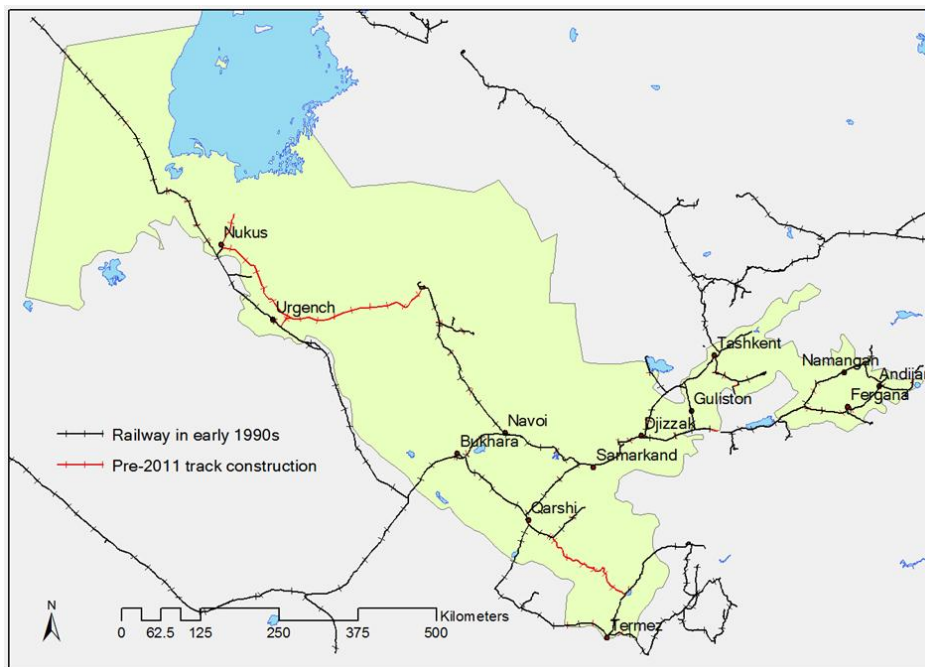 Nukus
Urgench
Tashkent
Namangan
Andijan
Fergana
Guliston
Djizzak
Navoi
Bukhara
Samarkand
Qarshi
Termez
Railway in early 1990s
Pre-2011 track construction
N
Kilometers
0 62.5 125 250 375 500